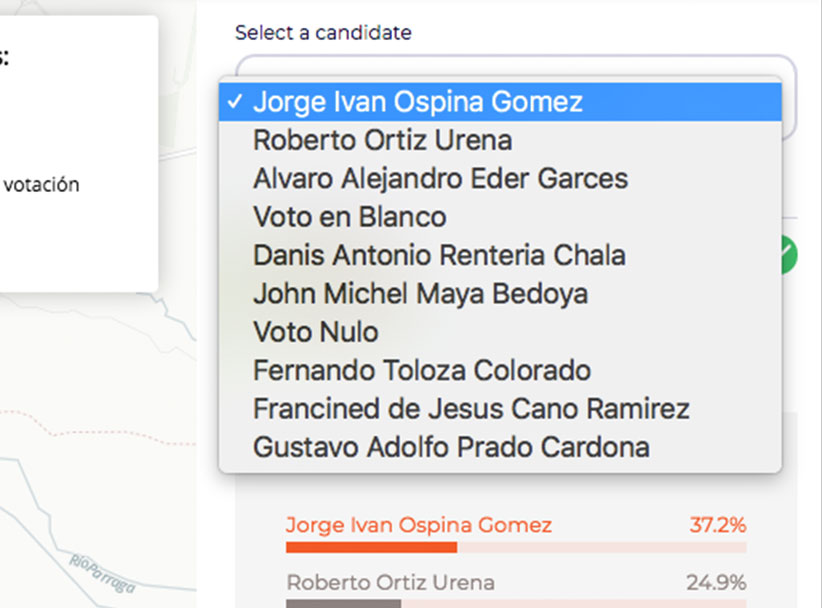 Select a candidate
s:
votación
✓ Jorge Ivan Ospina Gomez
Roberto Ortiz Urena
Alvaro Alejandro Eder Garces
Voto en Blanco
Danis Antonio Renteria Chala
John Michel Maya Bedoya
Voto Nulo
Fernando Toloza Colorado
Francined de Jesus Cano Ramirez
Gustavo Adolfo Prado Cardona
Jorge Ivan Ospina Gomez 37.2%
Roberto Ortiz Urena 24.9%
Río Parraga